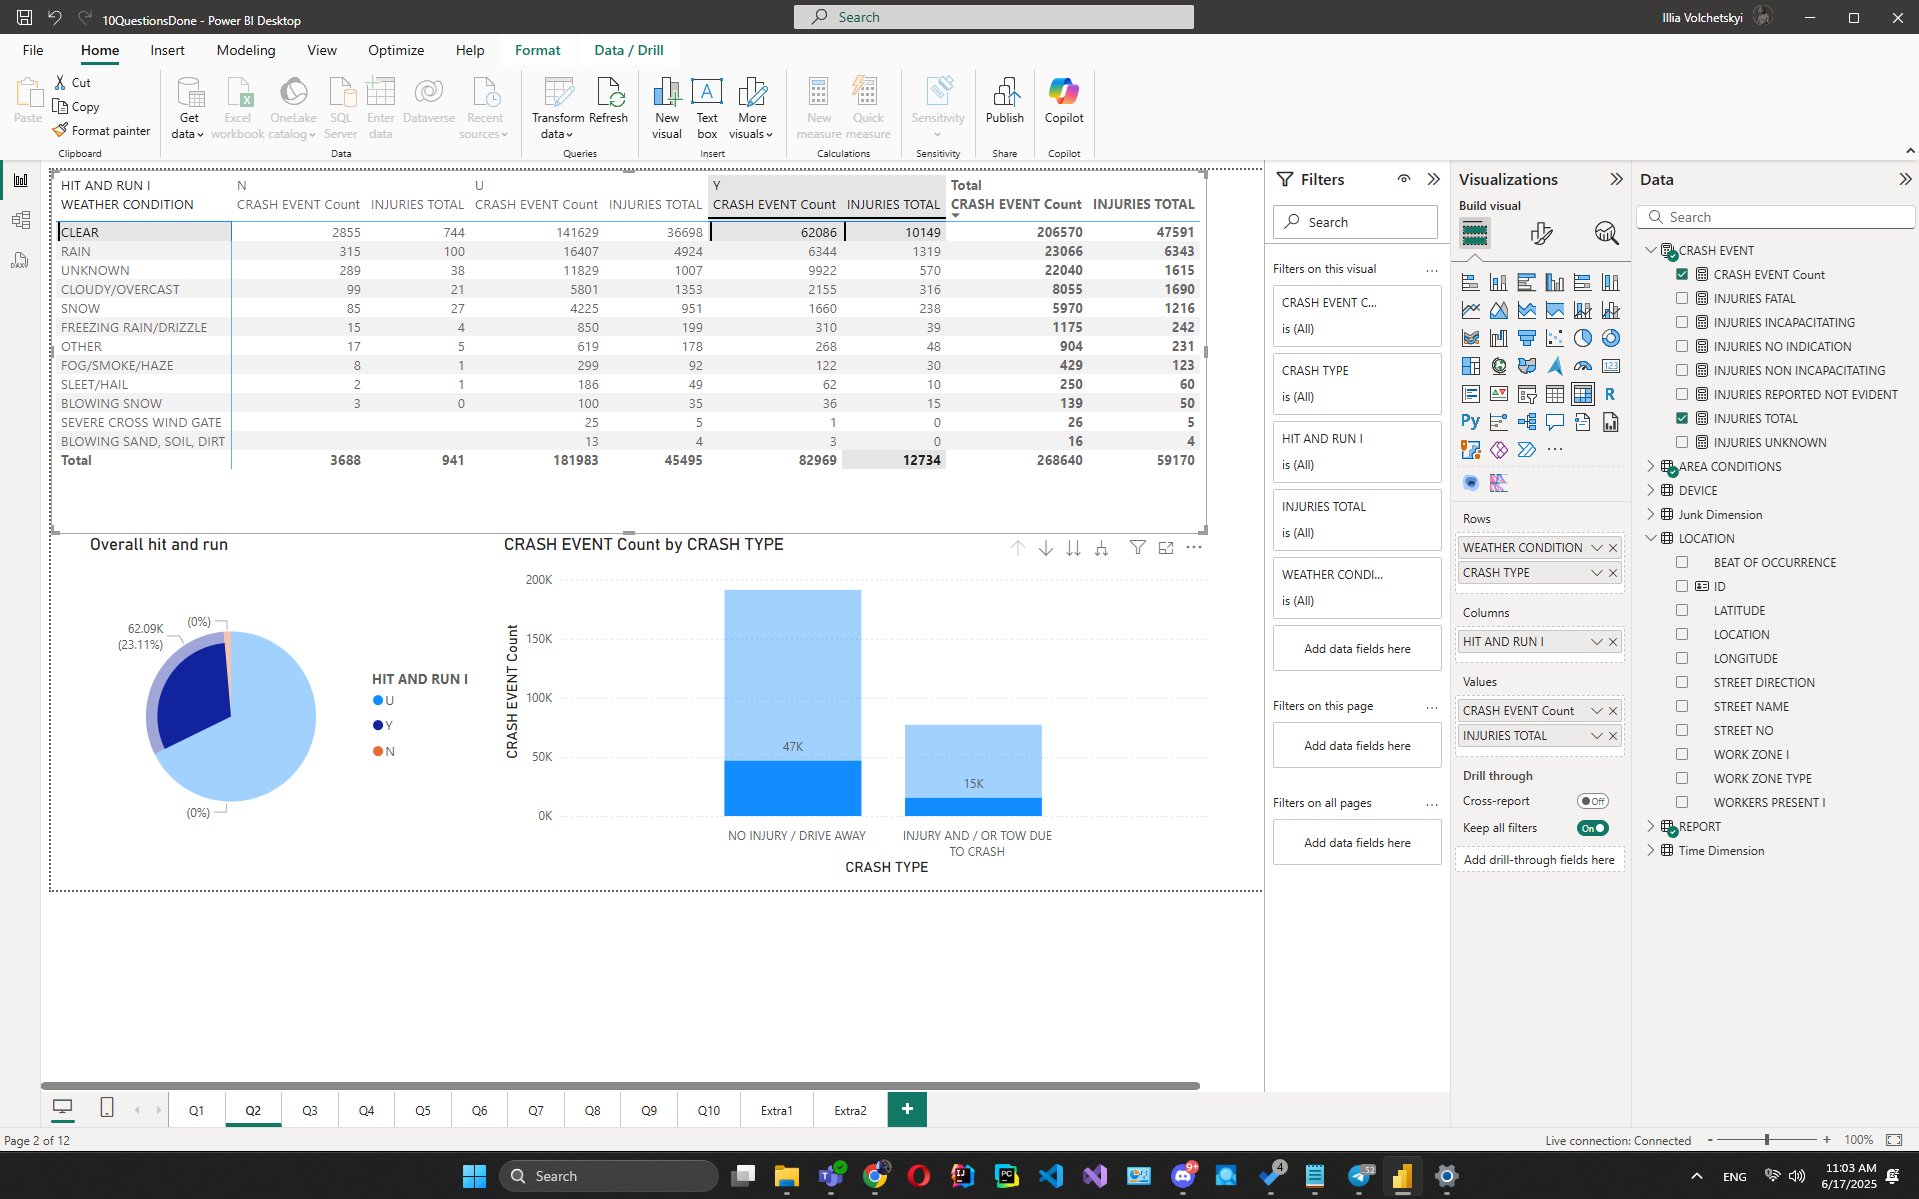 10QuestionsDone - Power BI Desktop
Search
Illia Volchetskyi
File Home Insert Modeling View Optimize Help Format Data / Drill
Paste
Cut
Copy
Format painter
Clipboard
Get data
Excel workbook
OneLake catalog
SQL Server
Enter data
Dataverse
Recent sources
Data
Transform data
Refresh
Queries
New visual
Text box
More visuals
Insert
New measure
Quick measure
Calculations
Sensitivity
Sensitivity
Publish
Share
Copilot
Copilot
HIT AND RUN I N U Y Total
WEATHER CONDITION CRASH EVENT Count INJURIES TOTAL CRASH EVENT Count INJURIES TOTAL CRASH EVENT Count INJURIES TOTAL CRASH EVENT Count INJURIES TOTAL
CLEAR 2855 744 141629 36698 62086 10149 206570 47591
RAIN 315 100 16407 4924 6344 1319 23066 6343
UNKNOWN 289 38 11829 1007 9922 570 22040 1615
CLOUDY/OVERCAST 99 21 5801 1353 2155 316 8055 1690
SNOW 85 27 4225 951 1660 238 5970 1216
FREEZING RAIN/DRIZZLE 15 4 850 199 310 39 1175 242
OTHER 17 5 619 178 268 48 904 231
FOG/SMOKE/HAZE 8 1 299 92 122 30 429 123
SLEET/HAIL 2 1 186 49 62 10 250 60
BLOWING SNOW 3 0 100 35 36 15 139 50
SEVERE CROSS WIND GATE 25 5 1 0 26 5
BLOWING SAND, SOIL, DIRT 13 4 3 0 16 4
Total 3688 941 181983 45495 82969 12734 268640 59170
Overall hit and run
(0%)
62.09K
(23.11%)
(0%)
HIT AND RUN I
U
Y
N
CRASH EVENT Count by CRASH TYPE
CRASH EVENT Count
200K
150K
100K
50K
0K
47K
15K
NO INJURY / DRIVE AWAY
INJURY AND / OR TOW DUE
TO CRASH
CRASH TYPE
Filters
Search
Filters on this visual ...
CRASH EVENT C...
is (All)
CRASH TYPE
is (All)
HIT AND RUN I
is (All)
INJURIES TOTAL
is (All)
WEATHER CONDI...
is (All)
Add data fields here
Filters on this page ...
Add data fields here
Filters on all pages ...
Add data fields here
Visualizations
Build visual
123
R
Py
...
Rows
WEATHER CONDITION
CRASH TYPE
Columns
HIT AND RUN I
Values
CRASH EVENT Count
INJURIES TOTAL
Drill through
Cross-report Off
Keep all filters On
Add drill-through fields here
Data
Search
CRASH EVENT
CRASH EVENT Count
INJURIES FATAL
INJURIES INCAPACITATING
INJURIES NO INDICATION
INJURIES NON INCAPACITATING
INJURIES REPORTED NOT EVIDENT
INJURIES TOTAL
INJURIES UNKNOWN
AREA CONDITIONS
DEVICE
Junk Dimension
LOCATION
BEAT OF OCCURRENCE
ID
LATITUDE
LOCATION
LONGITUDE
STREET DIRECTION
STREET NAME
STREET NO
WORK ZONE I
WORK ZONE TYPE
WORKERS PRESENT I
REPORT
Time Dimension
Q1 Q2 Q3 Q4 Q5 Q6 Q7 Q8 Q9 Q10 Extra1 Extra2 +
Page 2 of 12
Live connection: Connected - + 100%
Search
9+
4
52
ENG
11:03 AM
6/17/2025